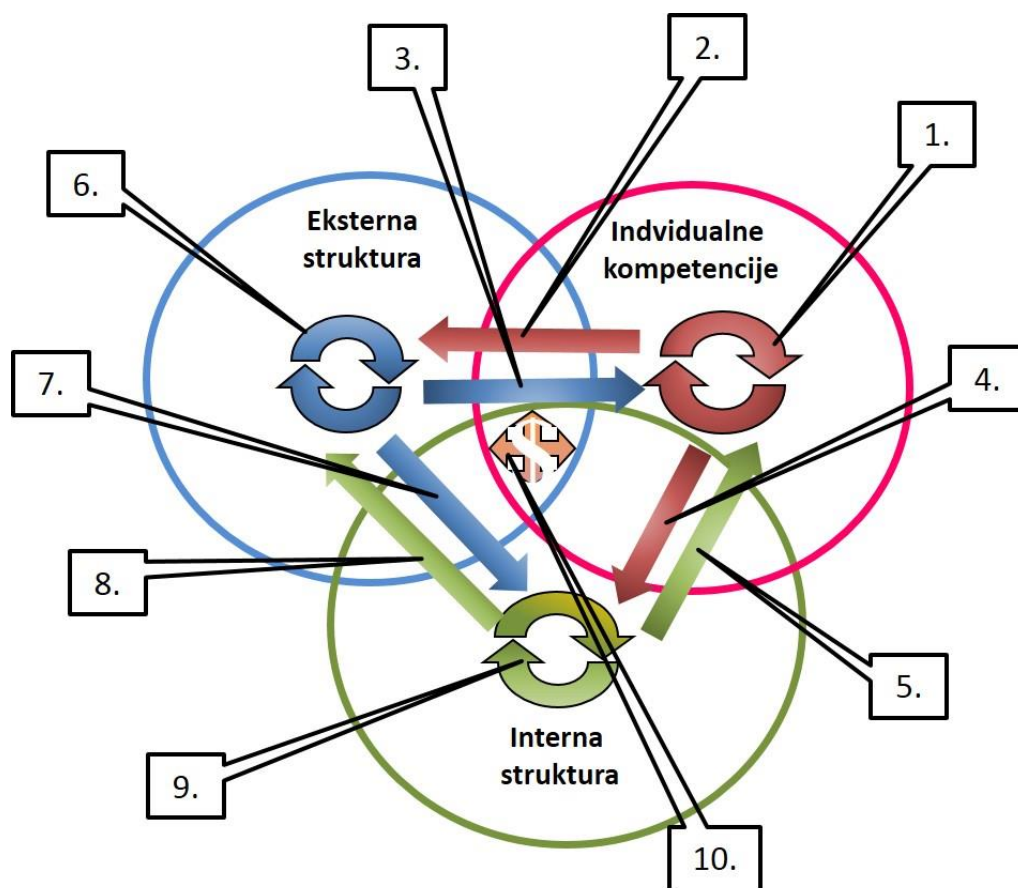 3.
2.
1.
6.
Eksterna
struktura
Indvidualne
kompetencije
7.
4.
$
8.
5.
Interna
struktura
9.
10.